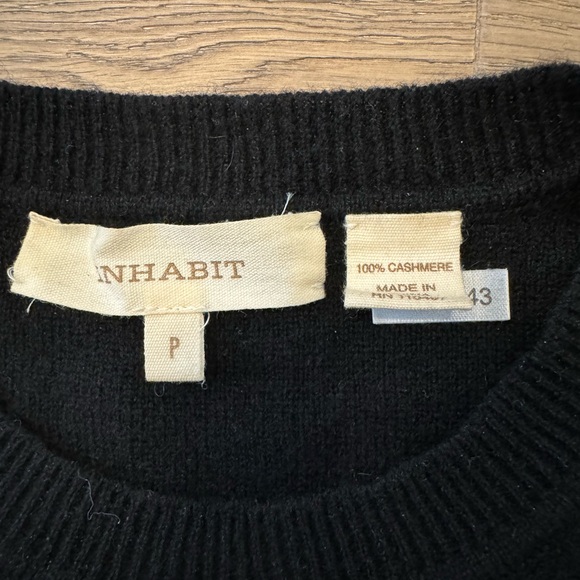 INHABIT
P
100% CASHMERE
MADE IN
43